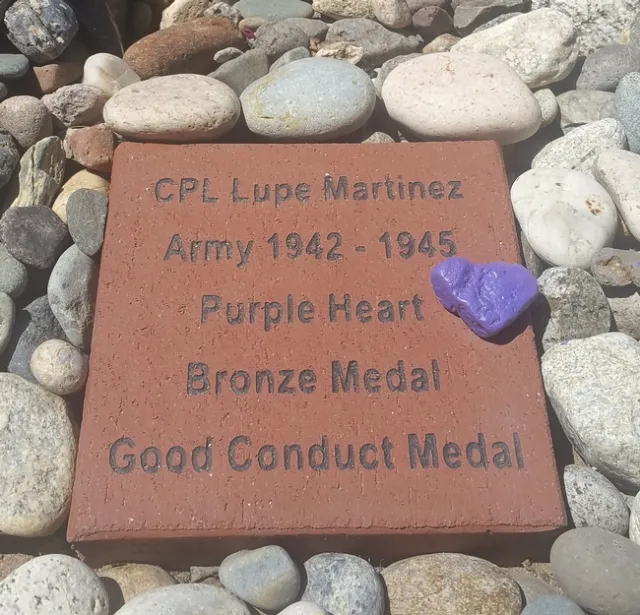 CPL Lupe Martinez
Army 1942 - 1945
Purple Heart
Bronze Medal
Good Conduct Medal